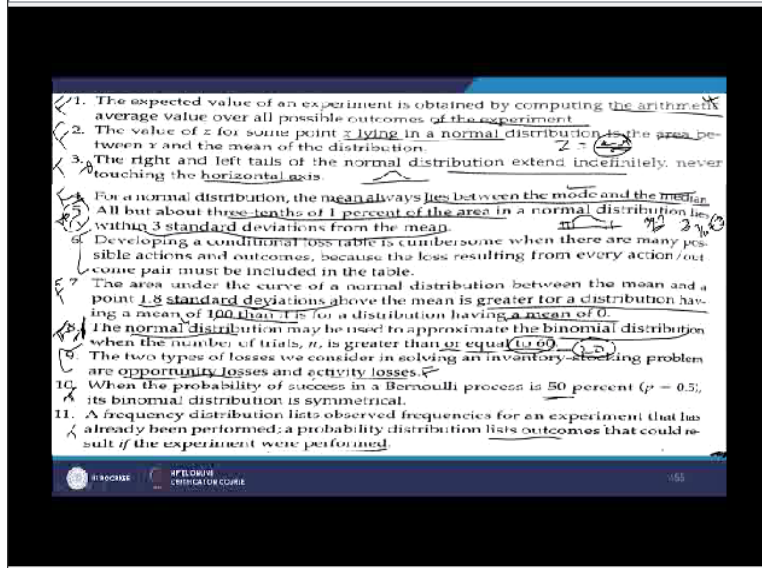 1. The expected value of an experiment is obtained by computing the arithmetic
average value over all possible outcomes of the experiment
2. The value of z for some point x lying in a normal distribution is the area be-
tween x and the mean of the distribution.
Z =
3. The right and left tails of the normal distribution extend indefinitely, never
touching the horizontal axis.
For a normal distribution, the mean always lies between the mode and the median
All but about three-tenths of 1 percent of the area in a normal distribution lies
within 3 standard deviations from the mean.
6. Developing a conditional loss table is cumbersome when there are many pos-
sible actions and outcomes, because the loss resulting from every action/out-
come pair must be included in the table.
7 The area under the curve of a normal distribution between the mean and a
point 1.8 standard deviations above the mean is greater for a distribution hav-
ing a mean of 100 than it is for a distribution having a mean of 0.
8. The normal distribution may be used to approximate the binomial distribution
when the number of trials, n, is greater than or equal to 60
9. The two types of losses we consider in solving an inventory-stocking problem
are opportunity losses and activity losses. F
10. When the probability of success in a Bernoulli process is 50 percent (p = 0.5),
its binomial distribution is symmetrical.
11. A frequency distribution lists observed frequencies for an experiment that has
already been performed; a probability distribution lists outcomes that could re-
sult if the experiment were performed.
IIT ROORKEE
NPTEL ONLINE
CERTIFICATION COURSE